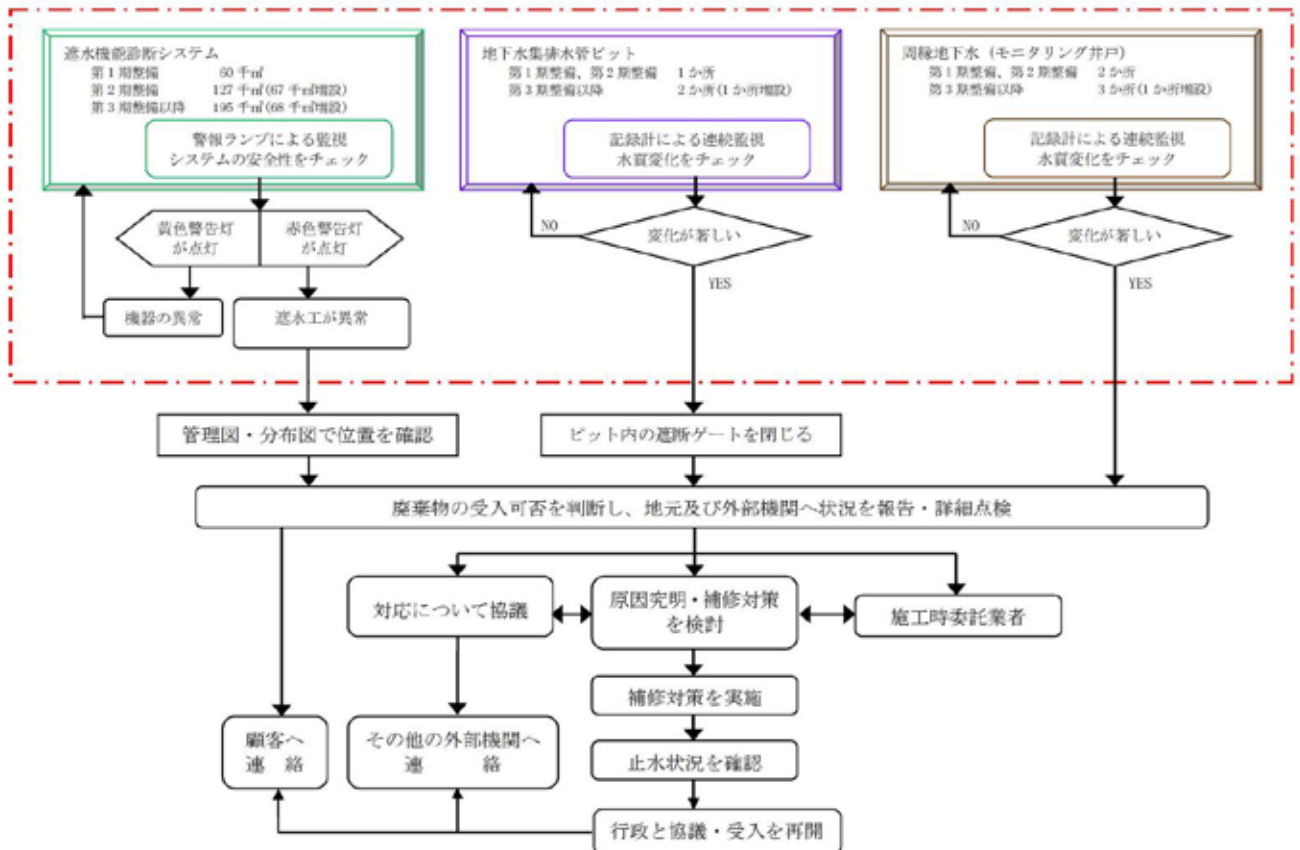 遮水機能診断システム
第1期整備 60千㎡
第2期整備 127千㎡(67千㎡増設)
第3期整備以降 195千㎡(68千㎡増設)
警報ランプによる監視
システムの安全性をチェック
地下水集排水管ピット
第1期整備、第2期整備 1か所
第3期整備以降 2か所(1か所増設)
記録計による連続監視
水質変化をチェック
周縁地下水(モニタリング井戸)
第1期整備、第2期整備 2か所
第3期整備以降 3か所(1か所増設)
記録計による連続監視
水質変化をチェック
黄色警告灯
が点灯
赤色警告灯
が点灯
NO
変化が著しい
YES
NO
変化が著しい
YES
機器の異常
遮水工が異常
管理図・分布図で位置を確認
ピット内の遮断ゲートを閉じる
廃棄物の受入可否を判断し、地元及び外部機関へ状況を報告・詳細点検
対応について協議
原因究明・補修対策
を検討
施工時委託業者
補修対策を実施
顧客へ
連 絡
その他の外部機関へ
連 絡
止水状況を確認
行政と協議・受入を再開